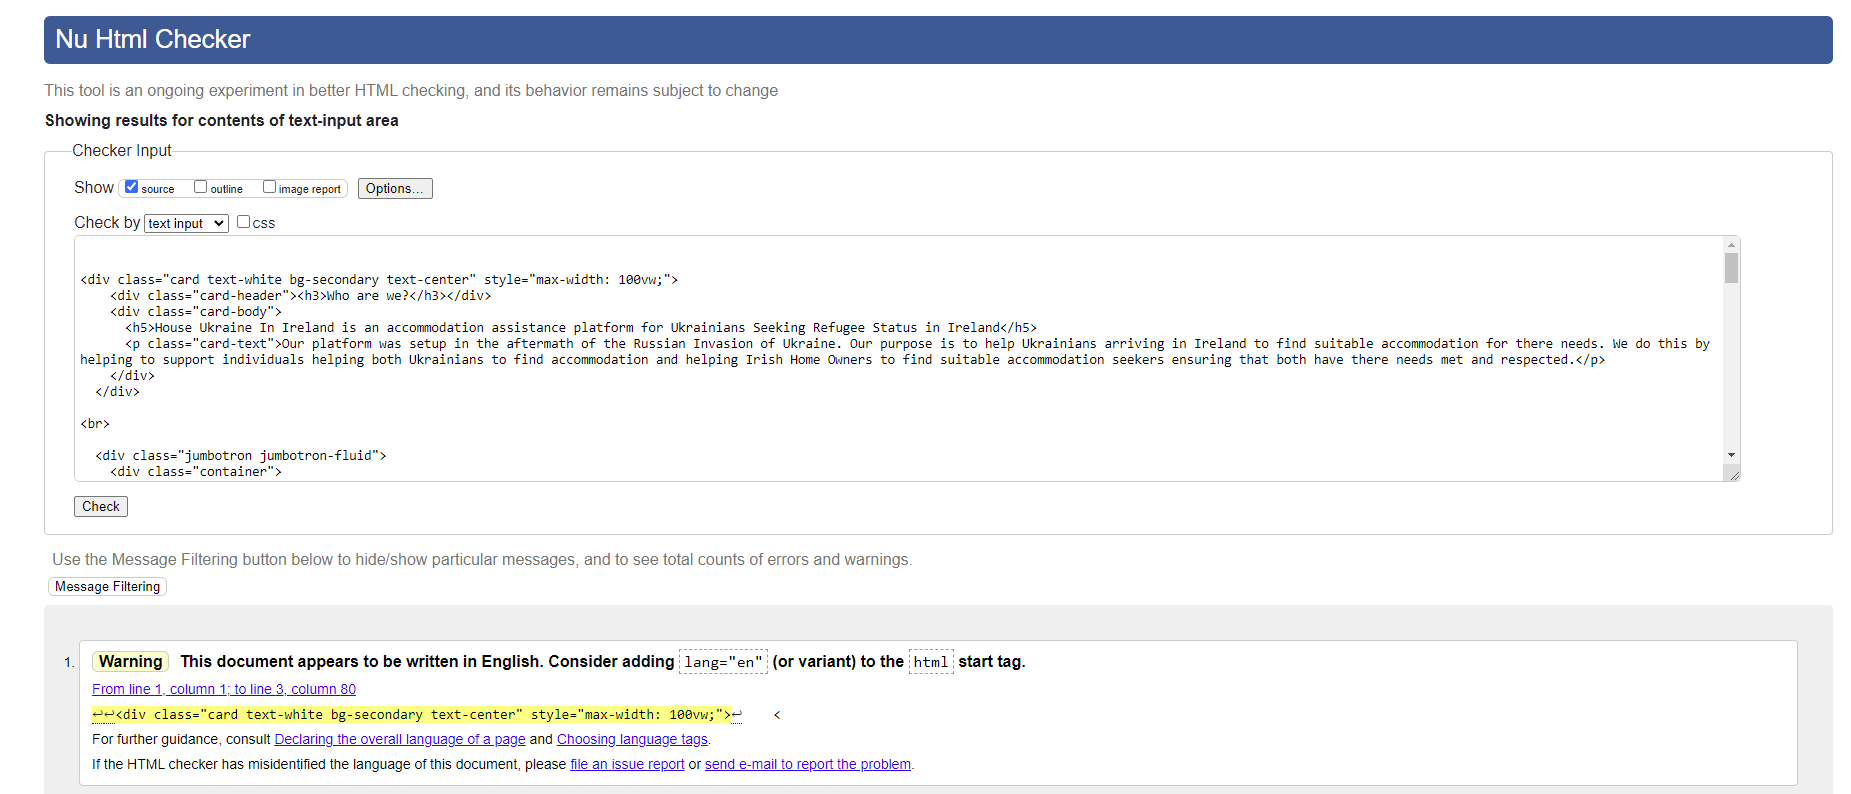 Nu Html Checker
This tool is an ongoing experiment in better HTML checking, and its behavior remains subject to change
Showing results for contents of text-input area
Checker Input
Show source outline image report Options...
Check by text input css
<div class="card text-white bg-secondary text-center" style="max-width: 100vw;">
<div class="card-header"><h3>Who are we?</h3></div>
<div class="card-body">
<h5>House Ukraine In Ireland is an accommodation assistance platform for Ukrainians Seeking Refugee Status in Ireland</h5>
<p class="card-text">Our platform was setup in the aftermath of the Russian Invasion of Ukraine. Our purpose is to help Ukrainians arriving in Ireland to find suitable accommodation for there needs. We do this by
helping to support individuals helping both Ukrainians to find accommodation and helping Irish Home Owners to find suitable accommodation seekers ensuring that both have there needs met and respected.</p>
</div>
</div>
<br>
<div class="jumbotron jumbotron-fluid">
<div class="container">
Check
Use the Message Filtering button below to hide/show particular messages, and to see total counts of errors and warnings.
Message Filtering
1. Warning This document appears to be written in English. Consider adding lang="en" (or variant) to the html start tag.
From line 1, column 1; to line 3, column 80
↩↩<div class="card text-white bg-secondary text-center" style="max-width: 100vw;">↩ <
For further guidance, consult Declaring the overall language of a page and Choosing language tags.
If the HTML checker has misidentified the language of this document, please file an issue report or send e-mail to report the problem.